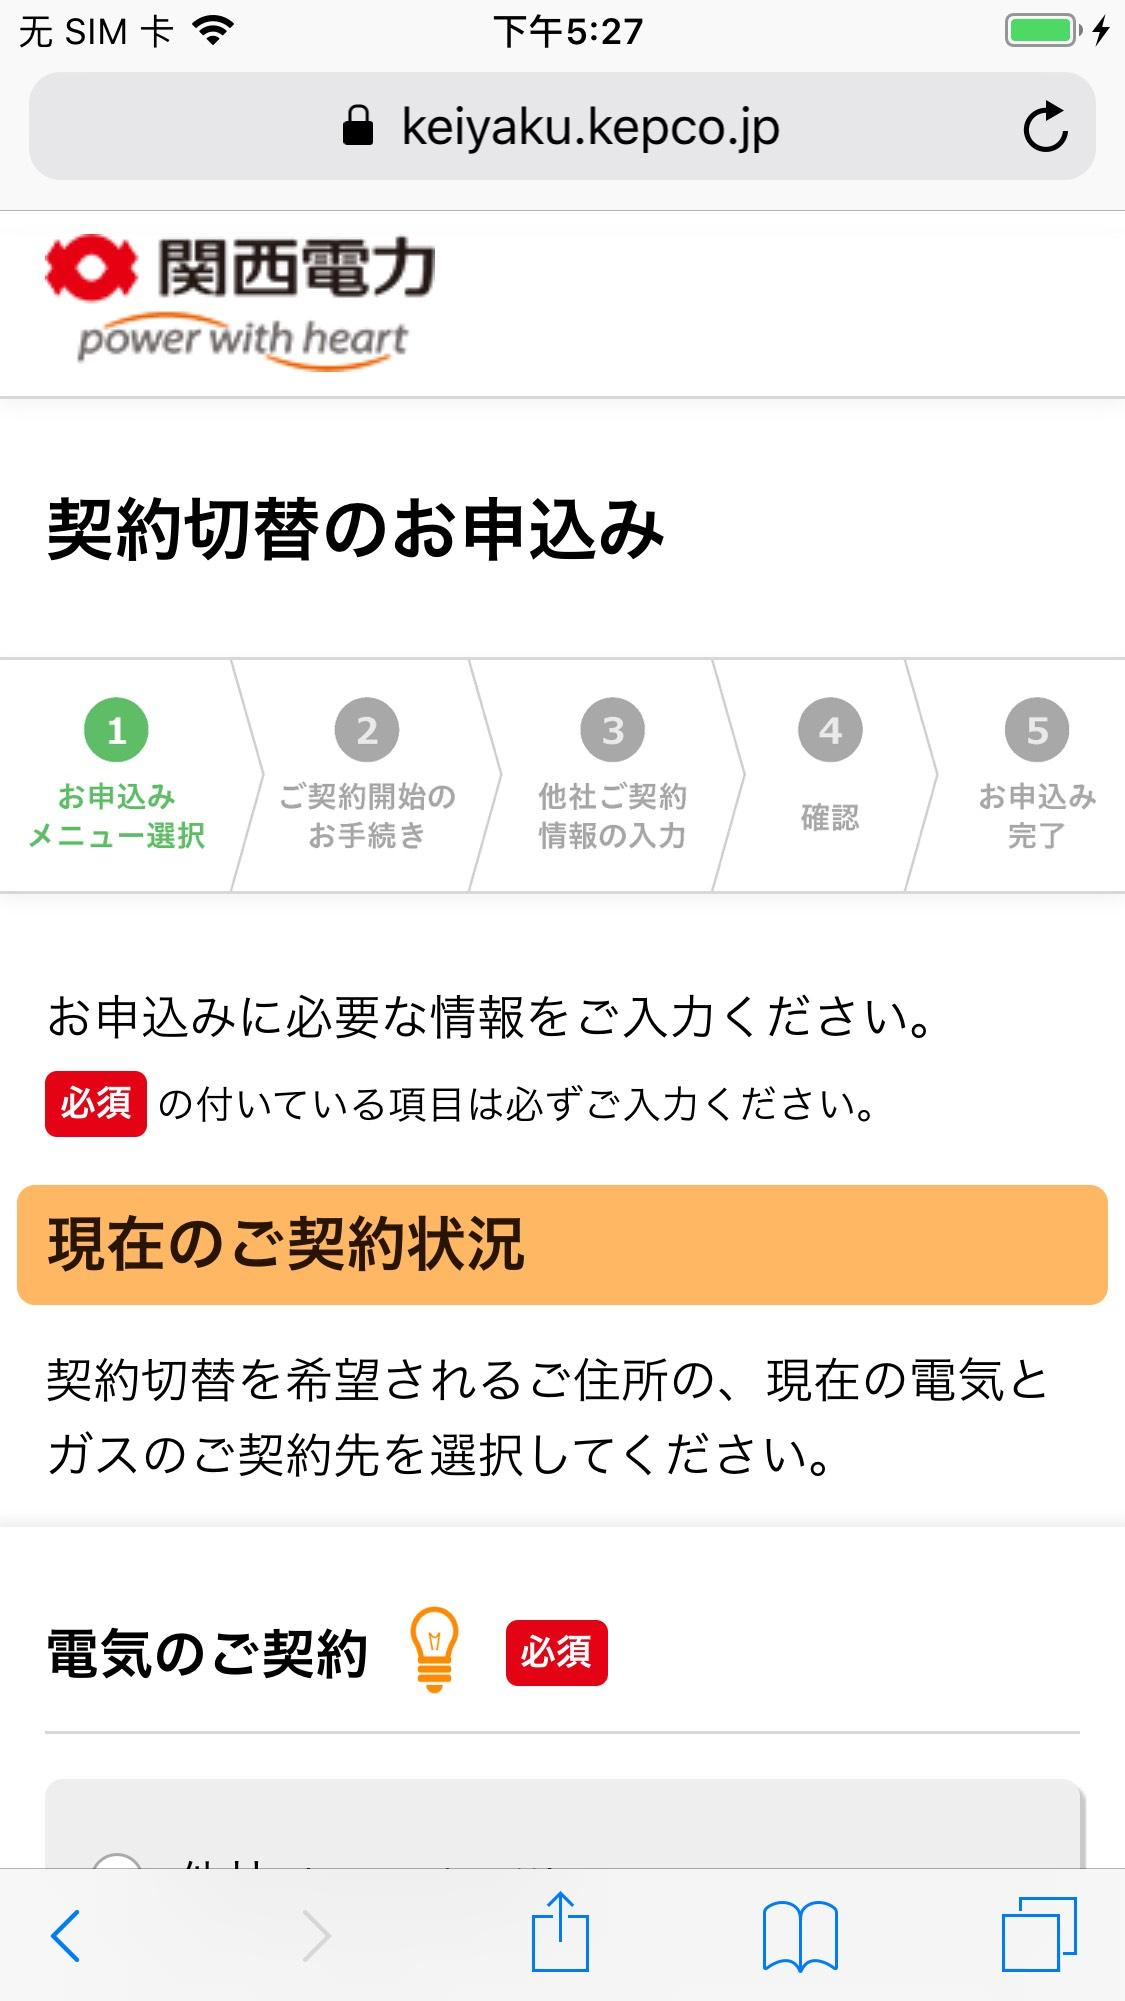 无 SIM 卡
下午5:27
keiyaku.kepco.jp
関西電力
power with heart
契約切替のお申込み
1
お申込み
メニュー選択
2
ご契約開始の
お手続き
3
他社ご契約
情報の入力
4
確認
5
お申込み
完了
お申込みに必要な情報をご入力ください。
必須 の付いている項目は必ずご入力ください。
現在のご契約状況
契約切替を希望されるご住所の、現在の電気と
ガスのご契約先を選択してください。
電気のご契約 必須